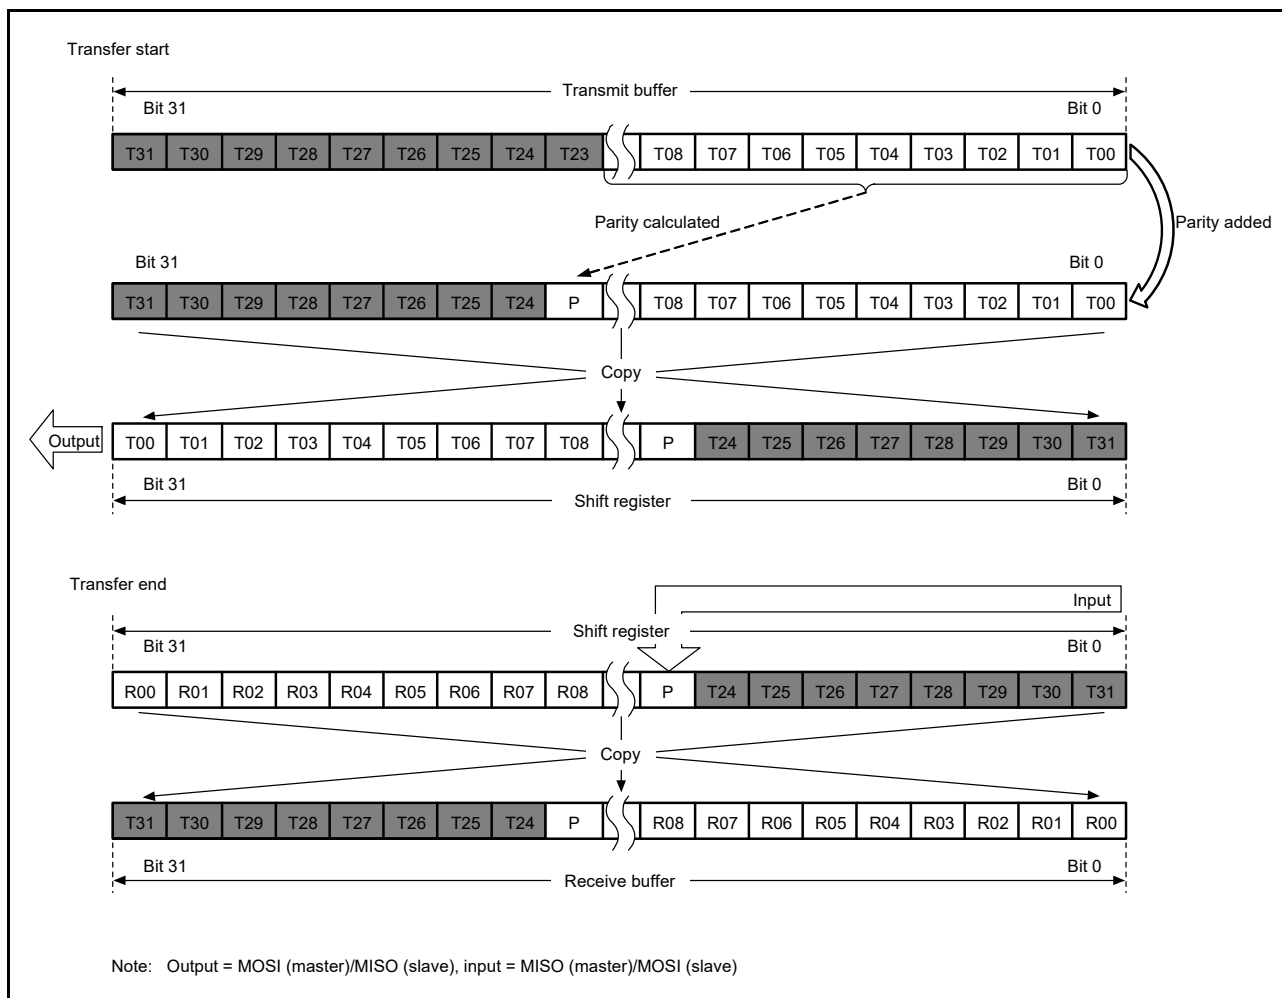 Transfer start
Transmit buffer
Bit 31 Bit 0
T31 T30 T29 T28 T27 T26 T25 T24 T23 T08 T07 T06 T05 T04 T03 T02 T01 T00
Parity calculated Parity added
Bit 31 Bit 0
T31 T30 T29 T28 T27 T26 T25 T24 P T08 T07 T06 T05 T04 T03 T02 T01 T00
Copy
Output T00 T01 T02 T03 T04 T05 T06 T07 T08 P T24 T25 T26 T27 T28 T29 T30 T31
Bit 31 Bit 0
Shift register
Transfer end
Input
Shift register
Bit 31 Bit 0
R00 R01 R02 R03 R04 R05 R06 R07 R08 P T24 T25 T26 T27 T28 T29 T30 T31
Copy
T31 T30 T29 T28 T27 T26 T25 T24 P R08 R07 R06 R05 R04 R03 R02 R01 R00
Bit 31 Bit 0
Receive buffer
Note: Output = MOSI (master)/MISO (slave), input = MISO (master)/MOSI (slave)